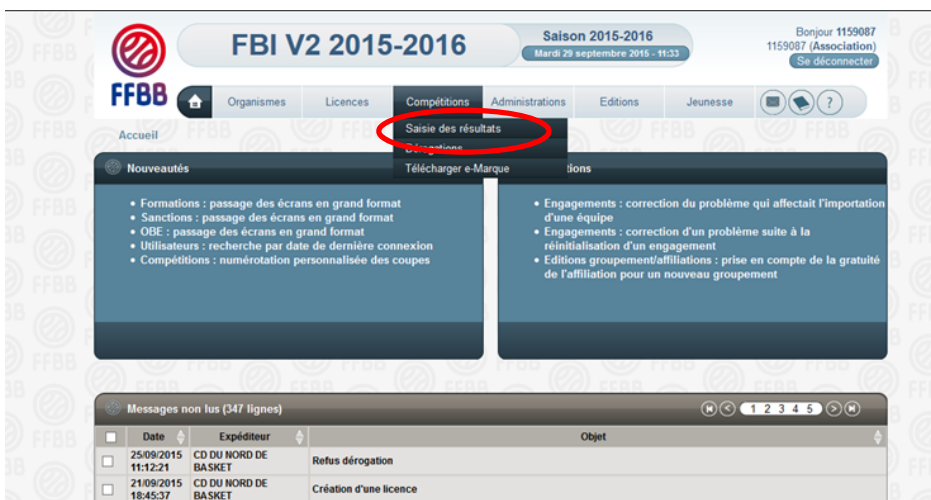 FBI V2 2015-2016
Saison 2015-2016
Mardi 29 septembre 2015 - 11:33
Bonjour 1159087
1159087 (Association)
Se déconnecter
FFBB
Organismes Licences Compétitions Administrations Editions Jeunesse ?
Accueil
Saisie des résultats
Dérogations
Télécharger e-Marque
Nouveautés
• Formations : passage des écrans en grand format
• Sanctions : passage des écrans en grand format
• OBE : passage des écrans en grand format
• Utilisateurs : recherche par date de dernière connexion
• Compétitions : numérotation personnalisée des coupes
tions
• Engagements : correction du problème qui affectait l'importation
d'une équipe
• Engagements : correction d'un problème suite à la
réinitialisation d'un engagement
• Editions groupement/affiliations : prise en compte de la gratuité
de l'affiliation pour un nouveau groupement
Messages non lus (347 lignes)
1 2 3 4 5
Date Expéditeur Objet
25/09/2015 CD DU NORD DE
11:12:21 BASKET
Refus dérogation
21/09/2015 CD DU NORD DE
18:45:37 BASKET
Création d'une licence